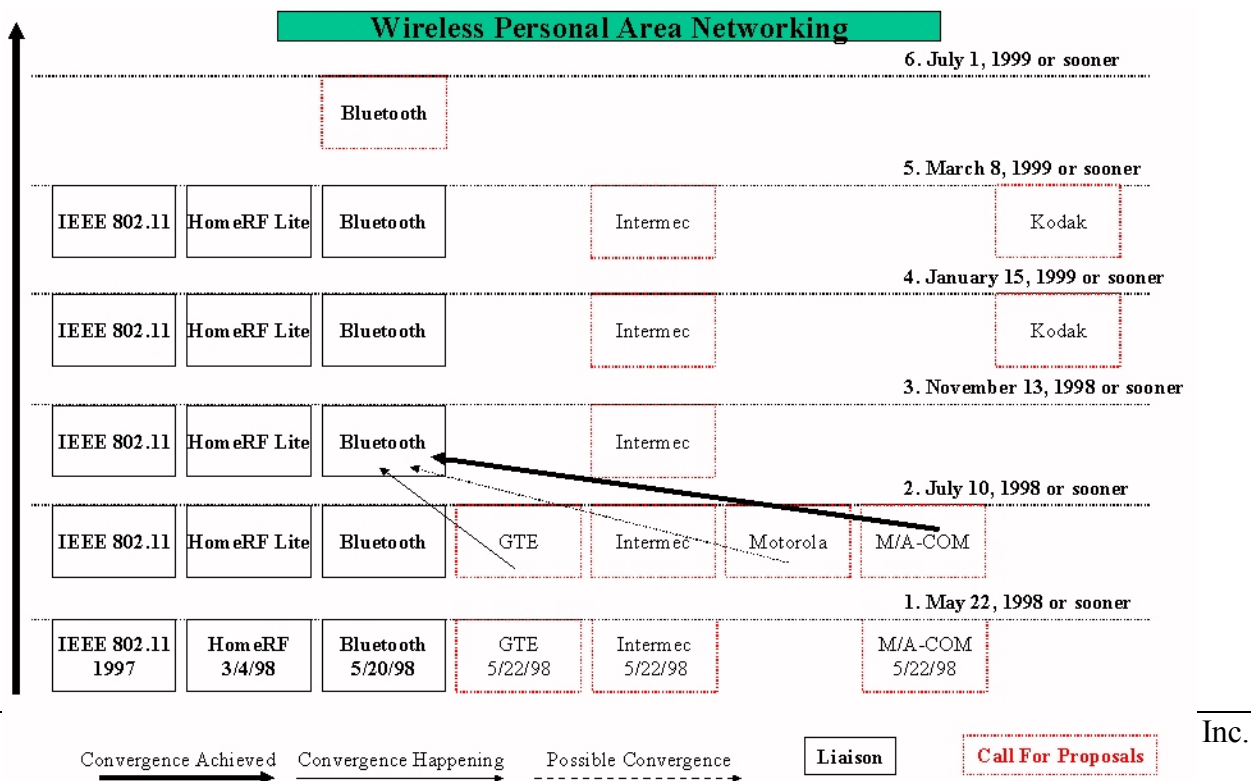 Wireless Personal Area Networking
6. July 1, 1999 or sooner
Bluetooth
5. March 8, 1999 or sooner
IEEE 802.11 HomeRF Lite Bluetooth Intermec Kodak
4. January 15, 1999 or sooner
IEEE 802.11 HomeRF Lite Bluetooth Intermec Kodak
3. November 13, 1998 or sooner
IEEE 802.11 HomeRF Lite Bluetooth Intermec
2. July 10, 1998 or sooner
IEEE 802.11 HomeRF Lite Bluetooth GTE Intermec Motorola M/A-COM
1. May 22, 1998 or sooner
IEEE 802.11 HomeRF Bluetooth GTE Intermec M/A-COM
1997 3/4/98 5/20/98 5/22/98 5/22/98 5/22/98
Inc.
Convergence Achieved Convergence Happening Possible Convergence Liaison Call For Proposals